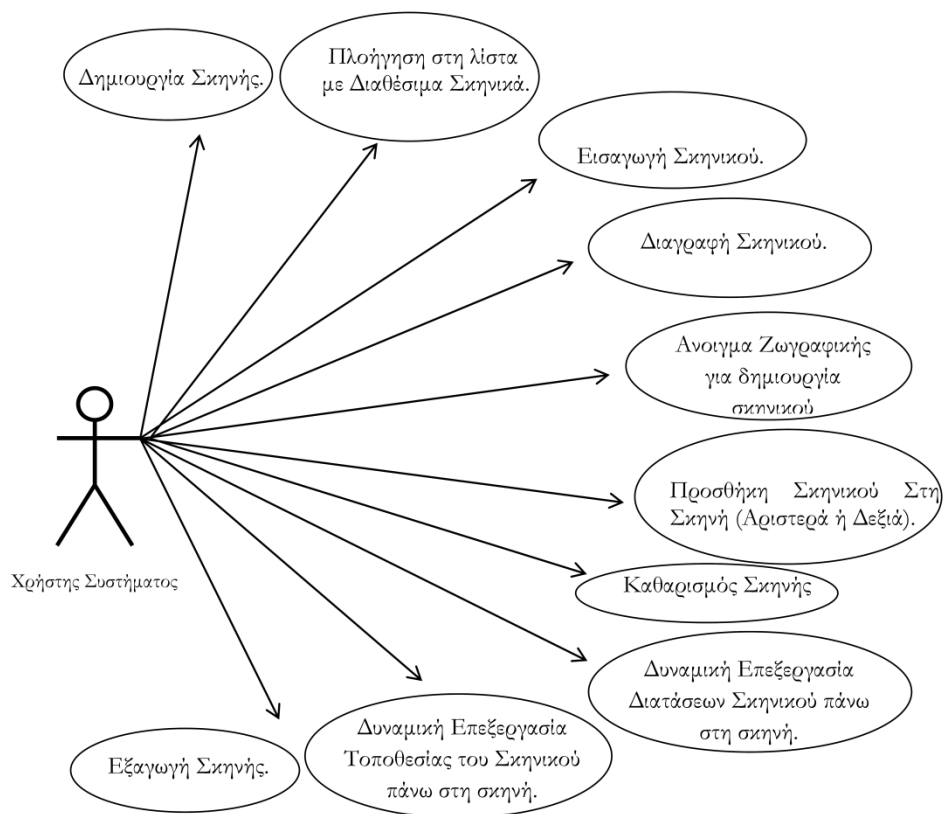 Δημιουργία Σκηνής.
Πλοήγηση στη λίστα
με Διαθέσιμα Σκηνικά.
Εισαγωγή Σκηνικού.
Διαγραφή Σκηνικού.
Ανοιγμα Ζωγραφικής
για δημιουργία
σκηνικού
Προσθήκη Σκηνικού Στη
Σκηνή (Αριστερά ή Δεξιά).
Χρήστης Συστήματος
Καθαρισμός Σκηνής
Δυναμική Επεξεργασία
Διατάσεων Σκηνικού πάνω
στη σκηνή.
Δυναμική Επεξεργασία
Τοποθεσίας του Σκηνικού
πάνω στη σκηνή.
Εξαγωγή Σκηνής.